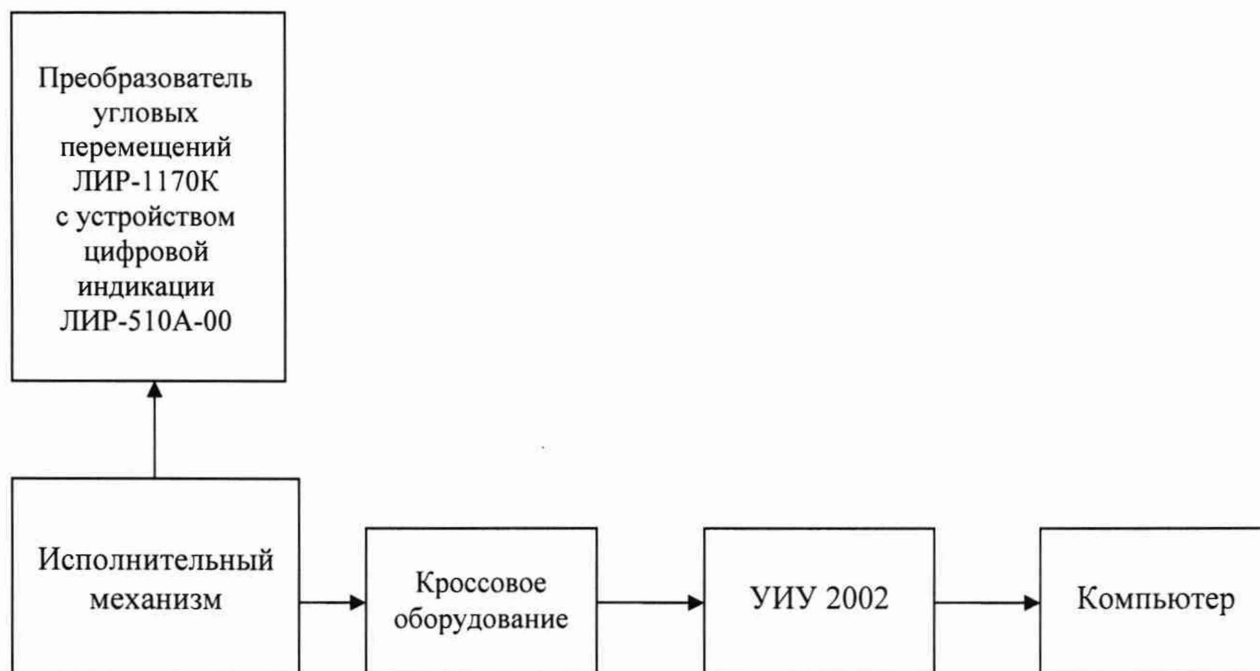 Преобразователь
угловых
перемещений
ЛИР-1170К
с устройством
цифровой
индикации
ЛИР-510А-00
Исполнительный
механизм
Кроссовое
оборудование
УИУ 2002
Компьютер